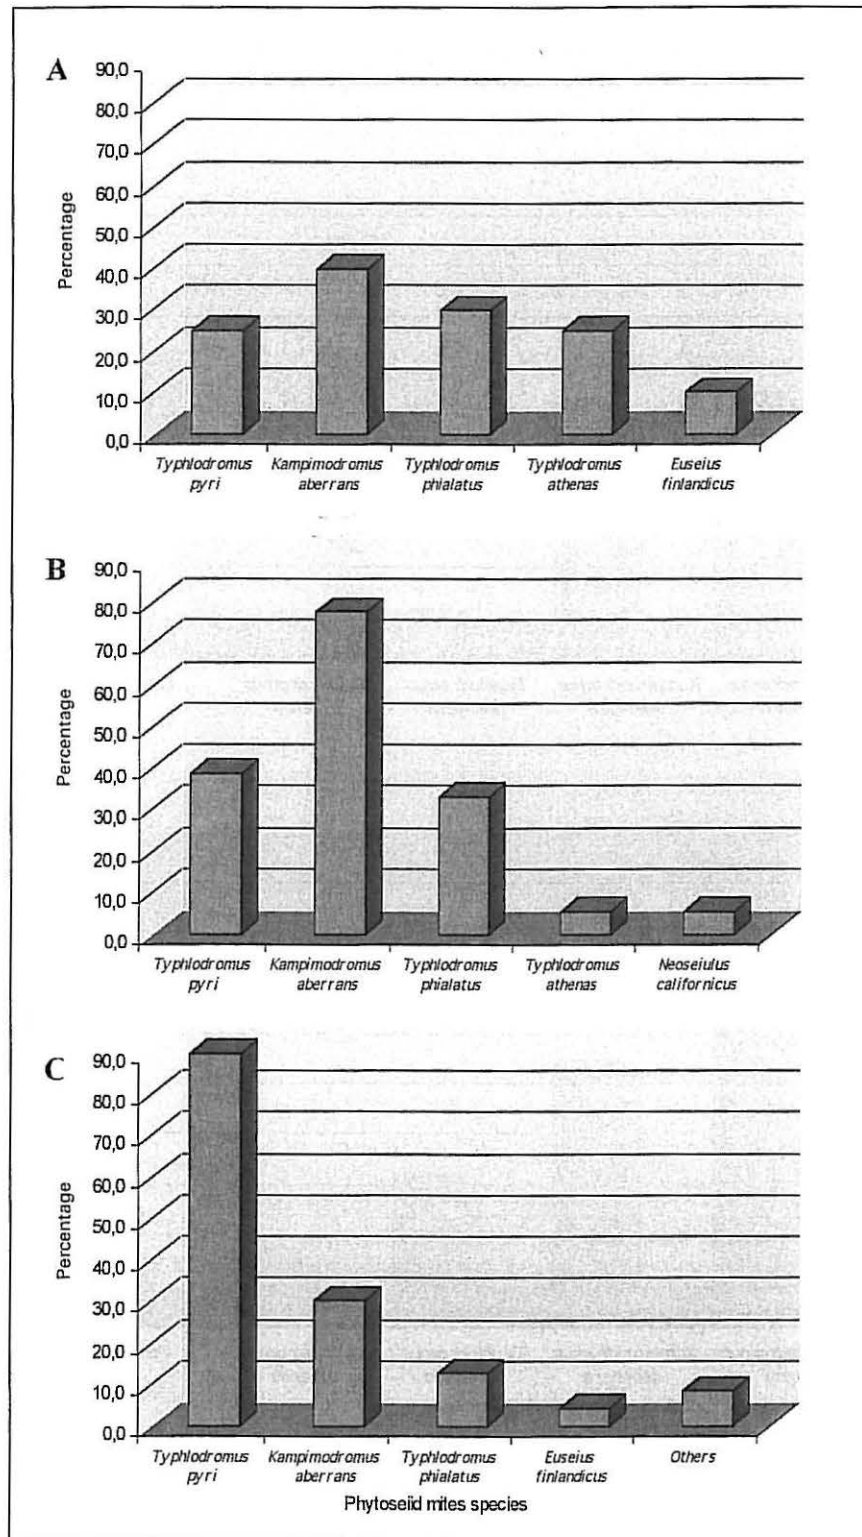 A
90,0
80,0
70,0
60,0
50,0
40,0
30,0
20,0
10,0
0,0
Percentage
Typhlodromus pyri
Kampimodromus aberrans
Typhlodromus phialatus
Typhlodromus athenas
Euseius finlandicus
B
90,0
80,0
70,0
60,0
50,0
40,0
30,0
20,0
10,0
0,0
Percentage
Typhlodromus pyri
Kampimodromus aberrans
Typhlodromus phialatus
Typhlodromus athenas
Neoseiulus californicus
C
90,0
80,0
70,0
60,0
50,0
40,0
30,0
20,0
10,0
0,0
Percentage
Typhlodromus pyri
Kampimodromus aberrans
Typhlodromus phialatus
Euseius finlandicus
Others
Phytoseiid mites species